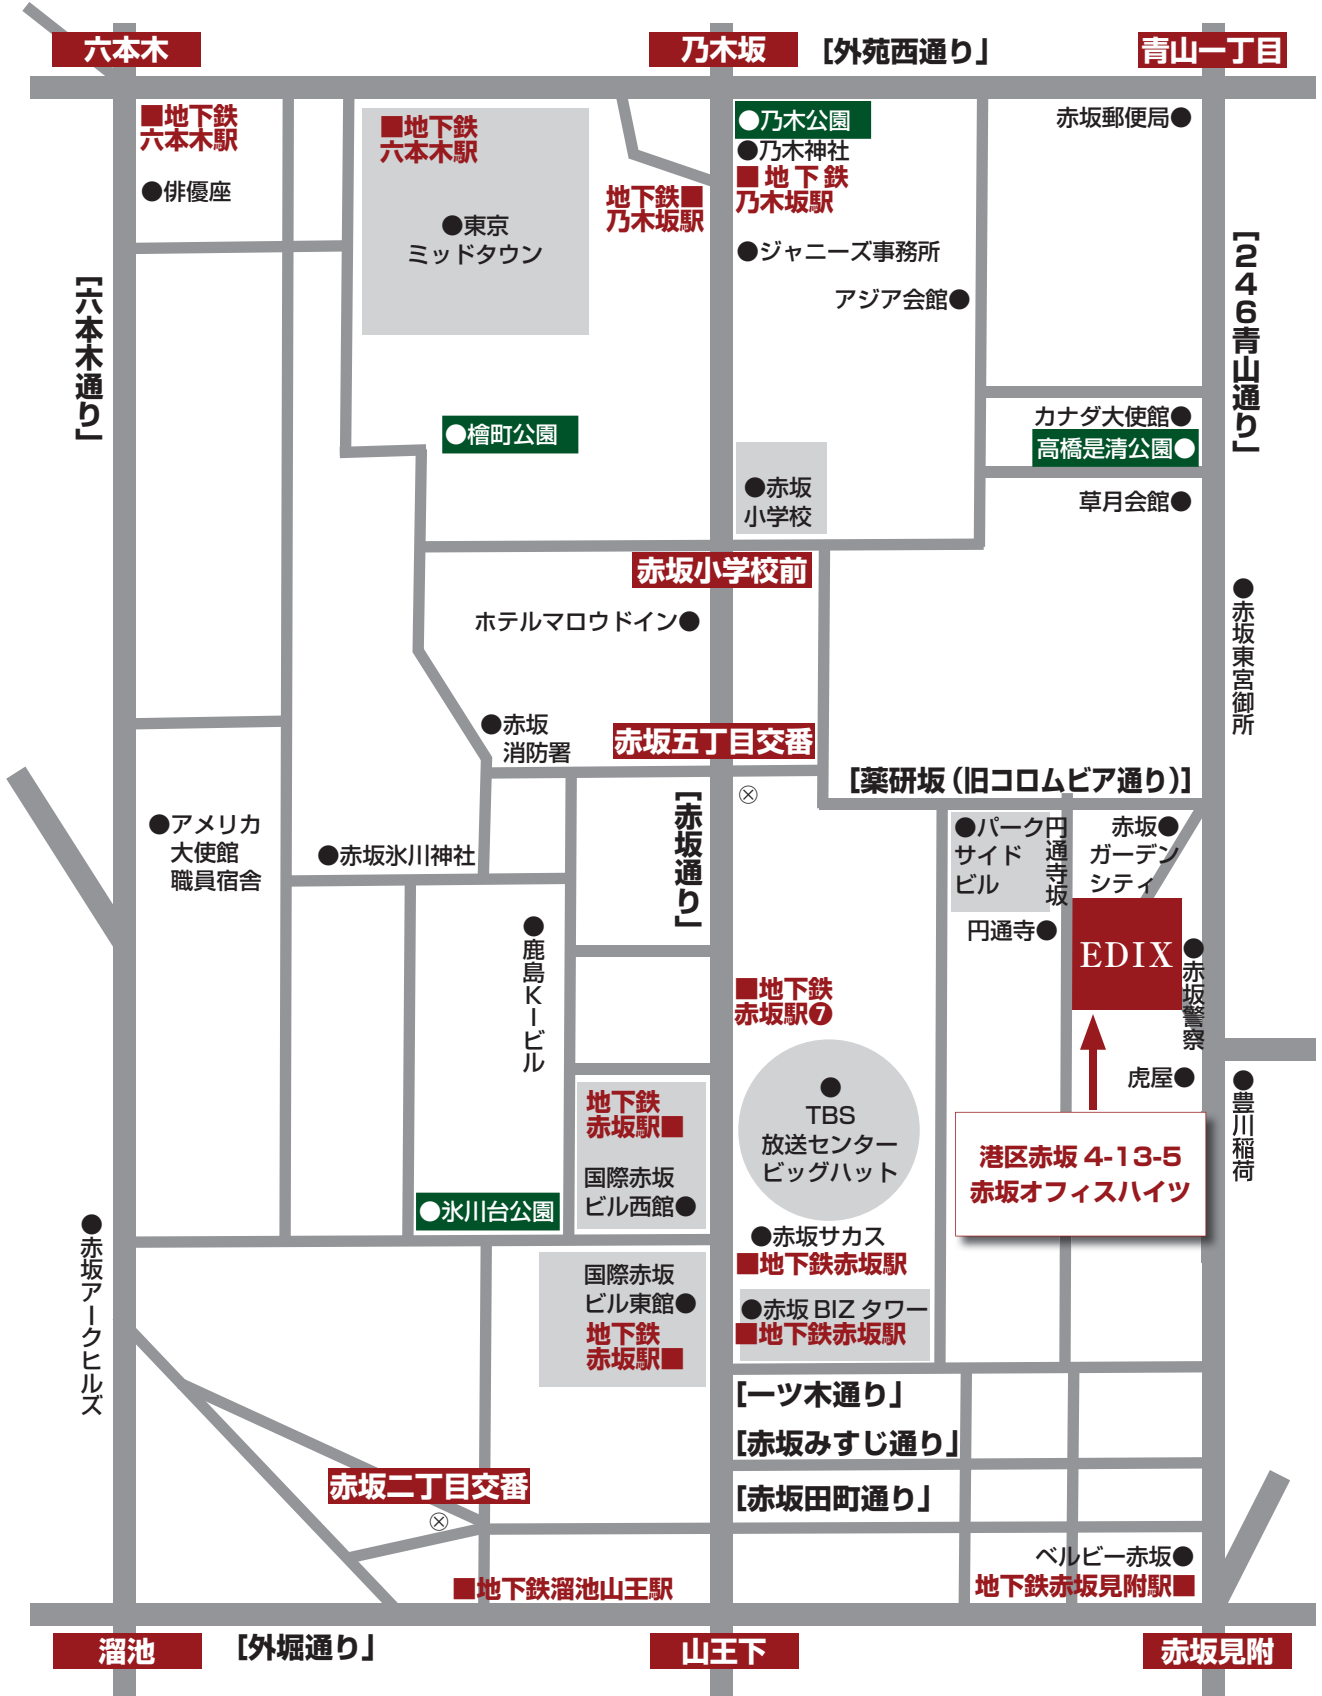 六本木
乃木坂
[外苑西通り」
青山一丁目
■地下鉄
六本木駅
●俳優座
■地下鉄
六本木駅
●東京
ミッドタウン
地下鉄■
乃木坂駅
●乃木公園
●乃木神社
■地下鉄
乃木坂駅
●ジャニーズ事務所
アジア会館●
赤坂郵便局●
[246青山通り」
[六本木通り」
●檜町公園
カナダ大使館●
高橋是清公園●
草月会館●
●赤坂
小学校
赤坂小学校前
ホテルマロウドイン●
●赤坂東宮御所
●赤坂
消防署
赤坂五丁目交番
[薬研坂(旧コロムビア通り)]
[赤坂通り」
●アメリカ
大使館
職員宿舎
●赤坂氷川神社
●パーク
サイド
ビル
円通寺坂
赤坂●
ガーデン
シティ
円通寺●
EDIX
●赤坂警察
●鹿島Kービル
■地下鉄
赤坂駅❼
虎屋●
●豊川稲荷
●
TBS
放送センター
ビッグハット
港区赤坂 4-13-5
赤坂オフィスハイツ
地下鉄
赤坂駅■
国際赤坂
ビル西館●
●氷川台公園
●赤坂アークヒルズ
国際赤坂
ビル東館●
地下鉄
赤坂駅■
●赤坂サカス
■地下鉄赤坂駅
●赤坂 BIZ タワー
■地下鉄赤坂駅
[一ツ木通り」
[赤坂みすじ通り」
[赤坂田町通り」
赤坂二丁目交番
■地下鉄溜池山王駅
ベルビー赤坂●
地下鉄赤坂見附駅■
溜池
[外堀通り」
山王下
赤坂見附